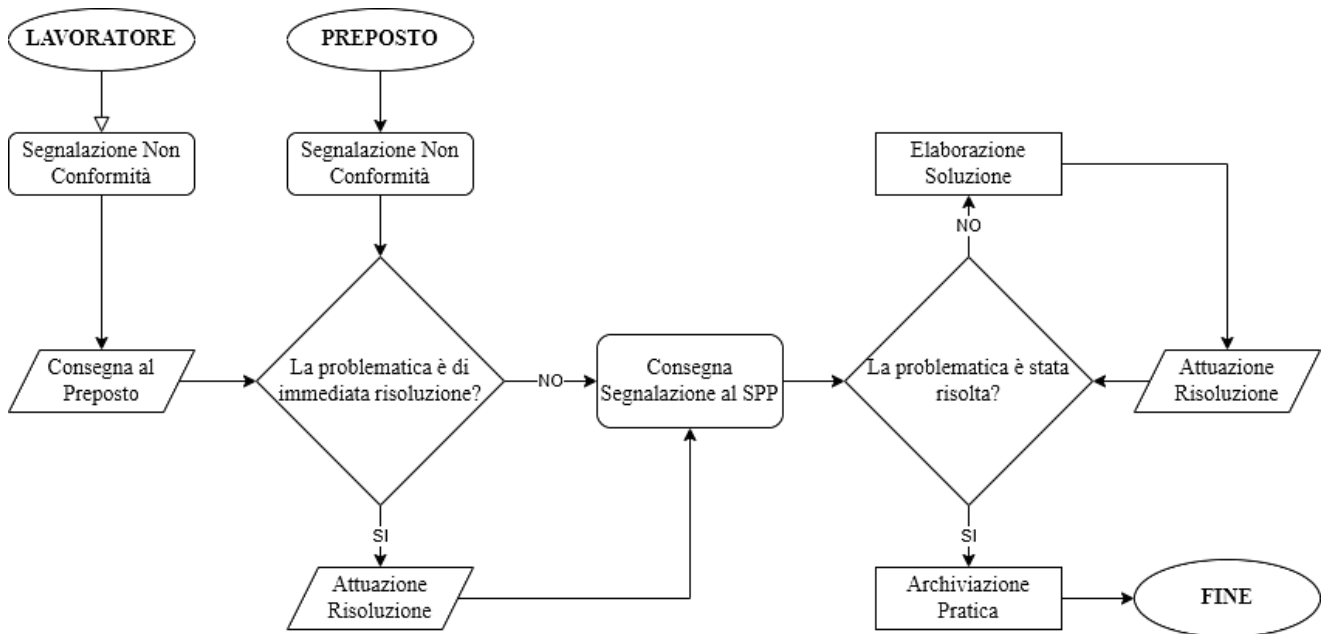 LAVORATORE
PREPOSTO
Segnalazione Non
Conformità
Segnalazione Non
Conformità
Elaborazione
Soluzione
NO
Consegna al
Preposto
La problematica è di
immediata risoluzione?
NO
Consegna
Segnalazione al SPP
La problematica è stata
risolta?
Attuazione
Risoluzione
SI
SI
Attuazione
Risoluzione
Archiviazione
Pratica
FINE